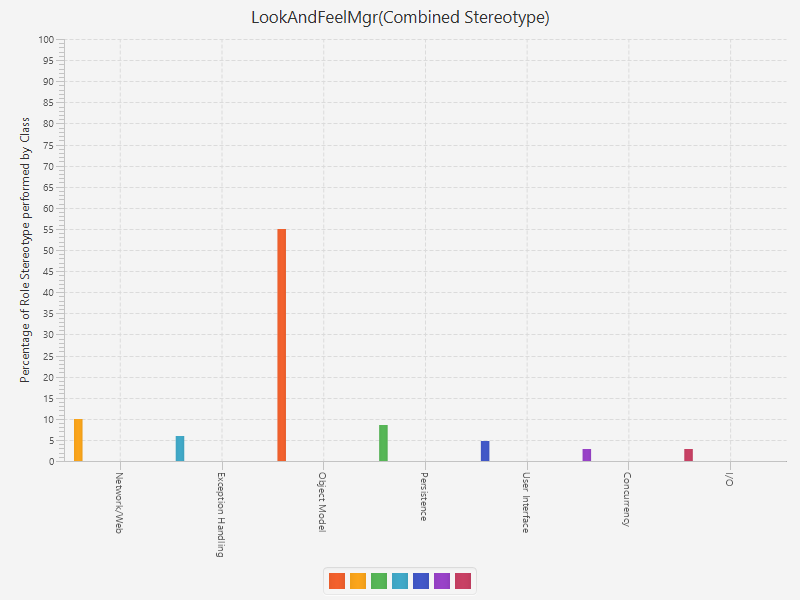 LookAndFeelMgr(Combined Stereotype)
Percentage of Role Stereotype performed by Class
100
95
90
85
80
75
70
65
60
55
50
45
40
35
30
25
20
15
10
5
0
Network/Web
Exception Handling
Object Model
Persistence
User Interface
Concurrency
I/O